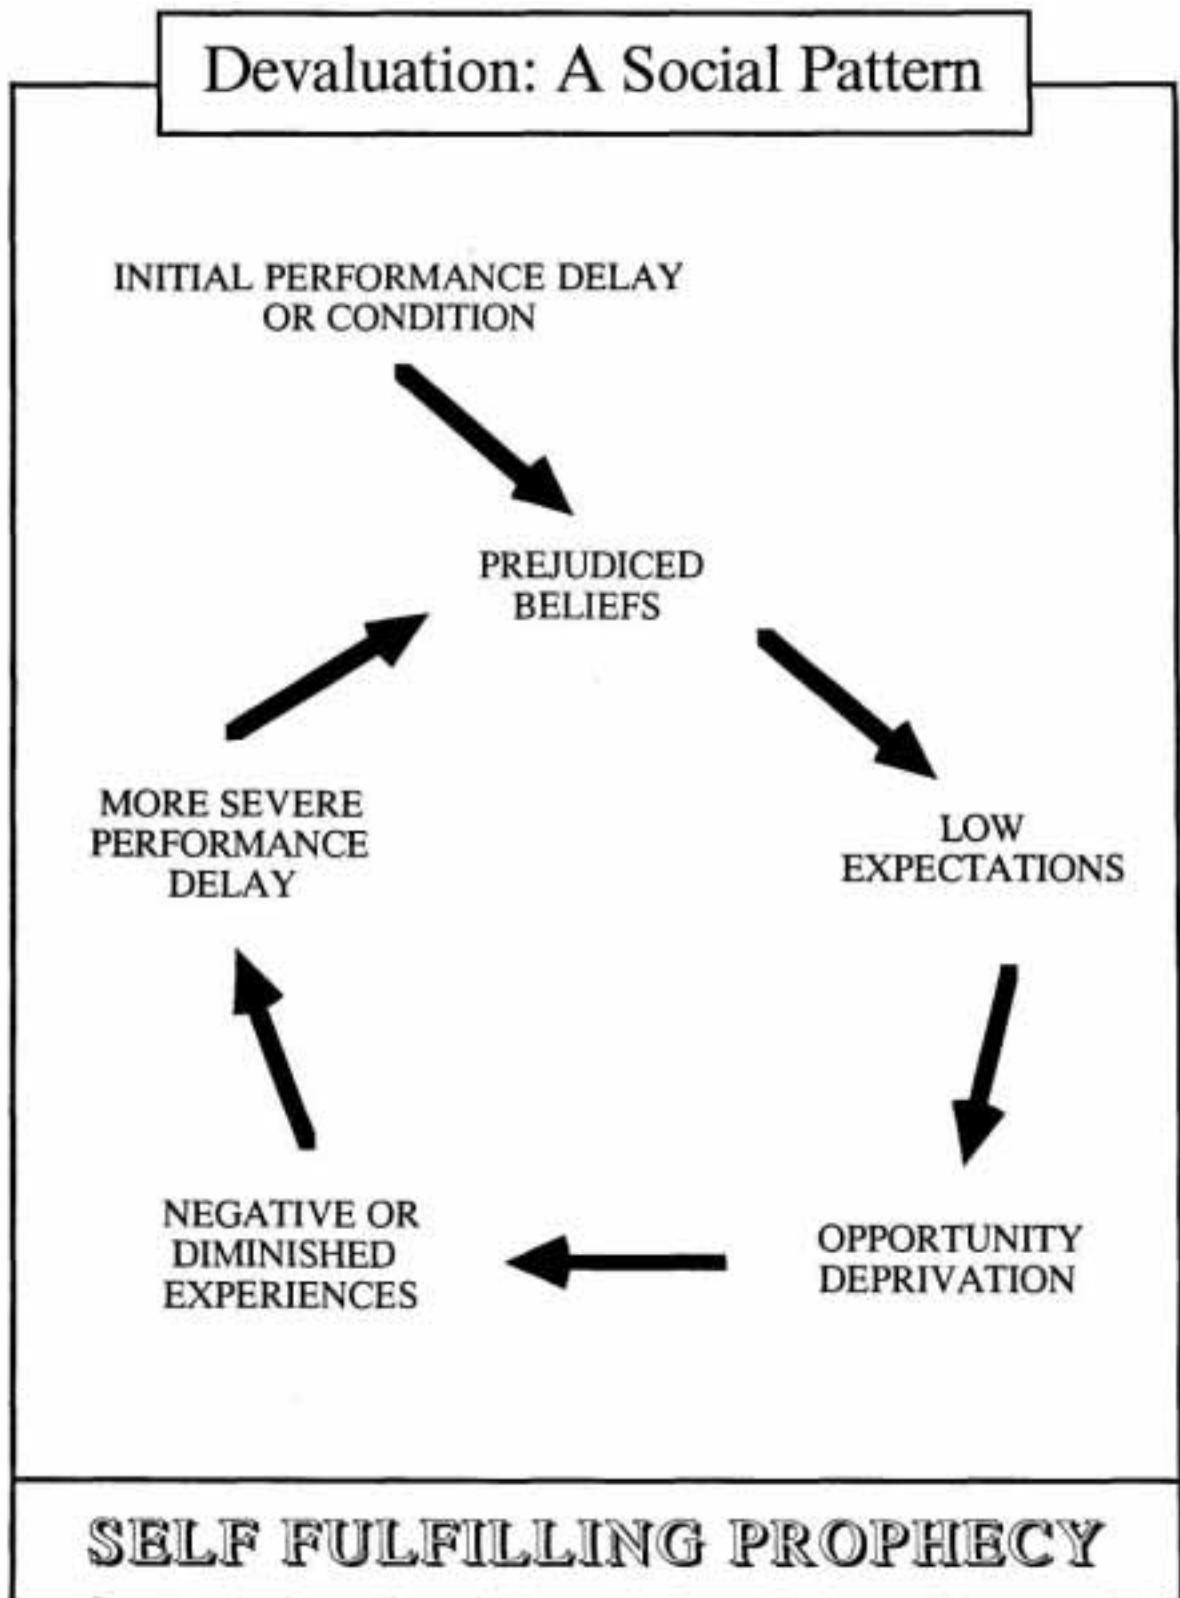 Devaluation: A Social Pattern
INITIAL PERFORMANCE DELAY
OR CONDITION
PREJUDICED
BELIEFS
LOW
EXPECTATIONS
OPPORTUNITY
DEPRIVATION
NEGATIVE OR
DIMINISHED
EXPERIENCES
MORE SEVERE
PERFORMANCE
DELAY
SELF FULFILLING PROPHECY